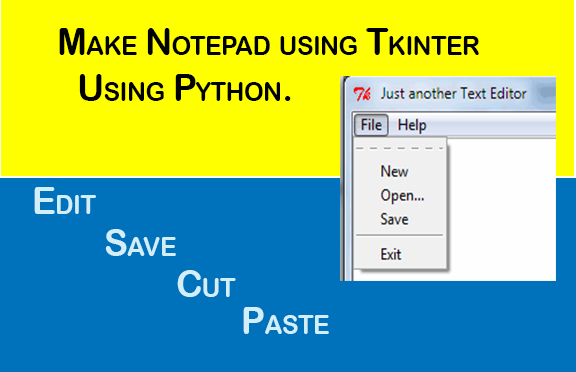 Make Notepad using Tkinter
Using Python.
Tk Just another Text Editor
File Help
New
Open...
Save
Exit
Edit
Save
Cut
Paste